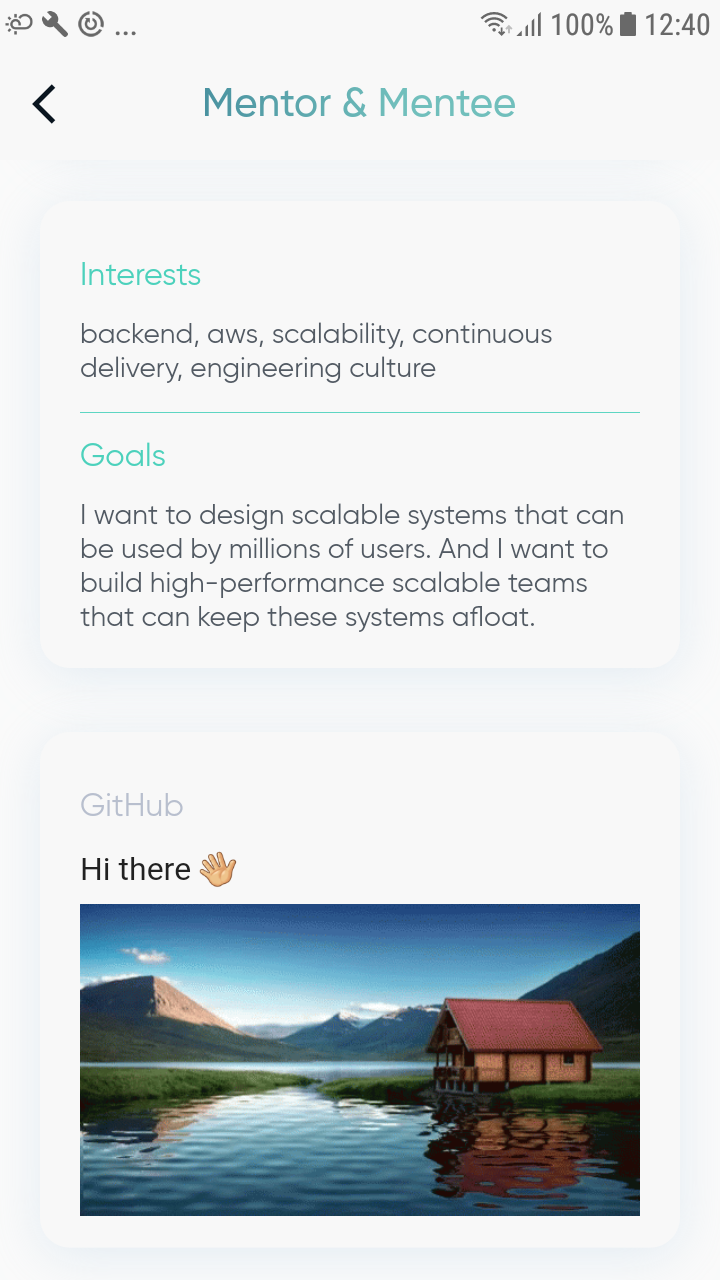 ... 100% 12:40
Mentor & Mentee
Interests
backend, aws, scalability, continuous
delivery, engineering culture
Goals
I want to design scalable systems that can
be used by millions of users. And I want to
build high-performance scalable teams
that can keep these systems afloat.
GitHub
Hi there 👋